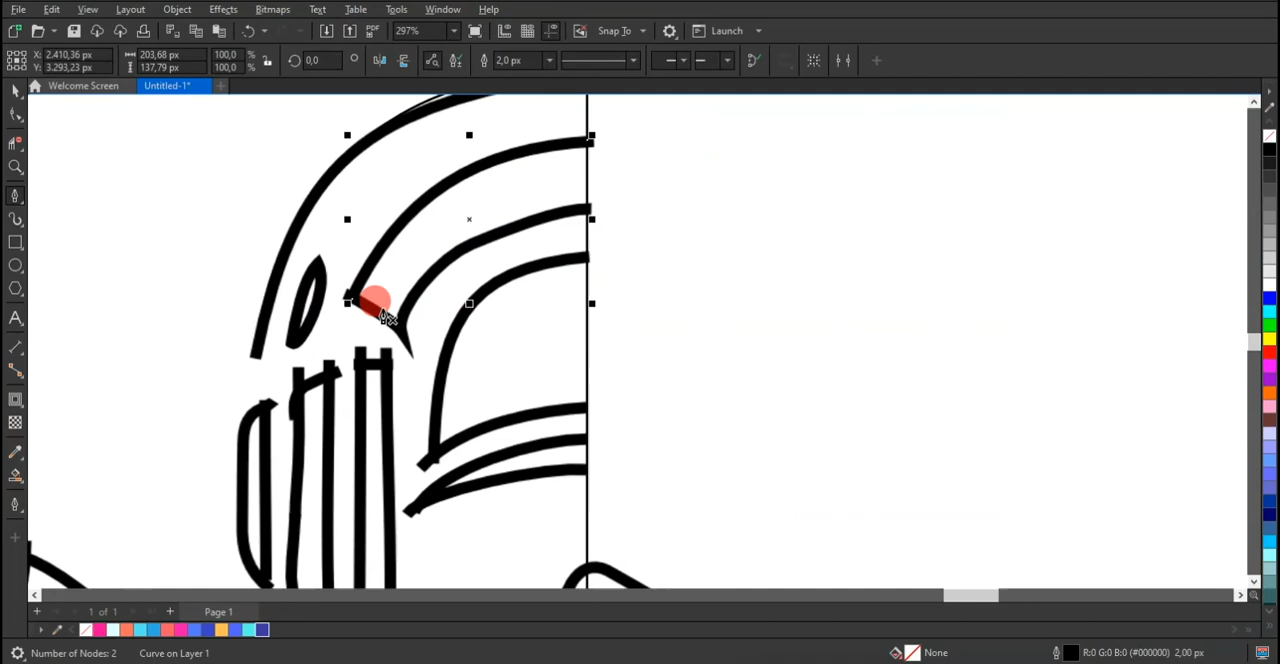 File Edit View Layout Object Effects Bitmaps Text Table Tools Window Help
PDF 297% Snap To Launch
X: 2.410,36 px 203,68 px 100,0 % 0,0 2,0 px
Y: 3.293,23 px 137,79 px 100,0 %
Welcome Screen Untitled-1*
1 of 1 Page 1
Number of Nodes: 2 Curve on Layer 1 None R:0 G:0 B:0 (#000000) 2,00 px